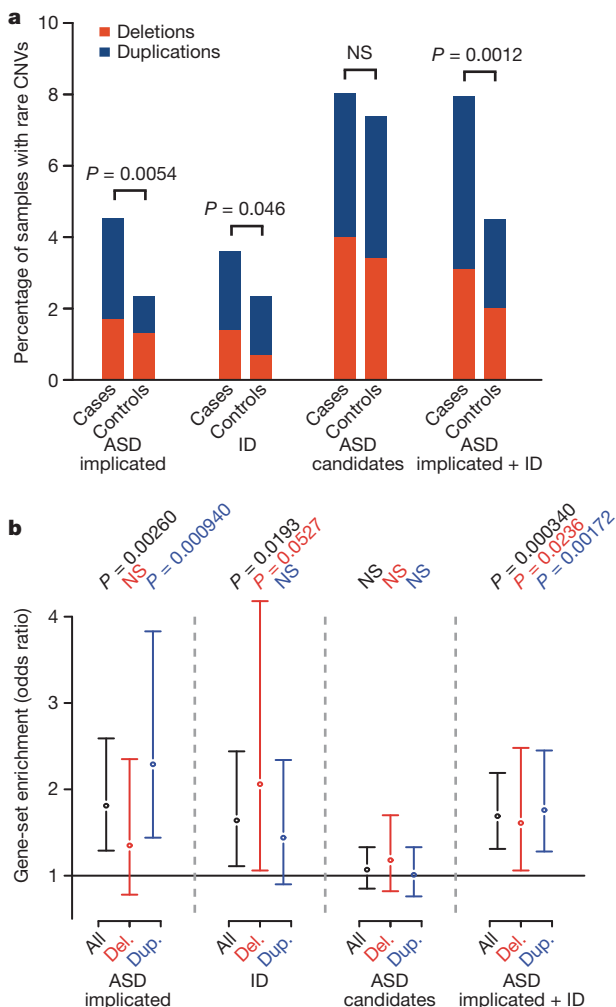 a
Percentage of samples with rare CNVs
10
8
6
4
2
0
Deletions
Duplications
P = 0.0054
P = 0.046
NS
P = 0.0012
Cases
Controls
Cases
Controls
Cases
Controls
Cases
Controls
ASD
implicated
ID
ASD
candidates
ASD
implicated + ID
b
Gene-set enrichment (odds ratio)
4
3
2
1
P = 0.00260
NS
P = 0.000940
P = 0.0193
P = 0.0527
NS
NS
NS
NS
P = 0.000340
P = 0.0236
P = 0.00172
All
Del.
Dup.
All
Del.
Dup.
All
Del.
Dup.
All
Del.
Dup.
ASD
implicated
ID
ASD
candidates
ASD
implicated + ID